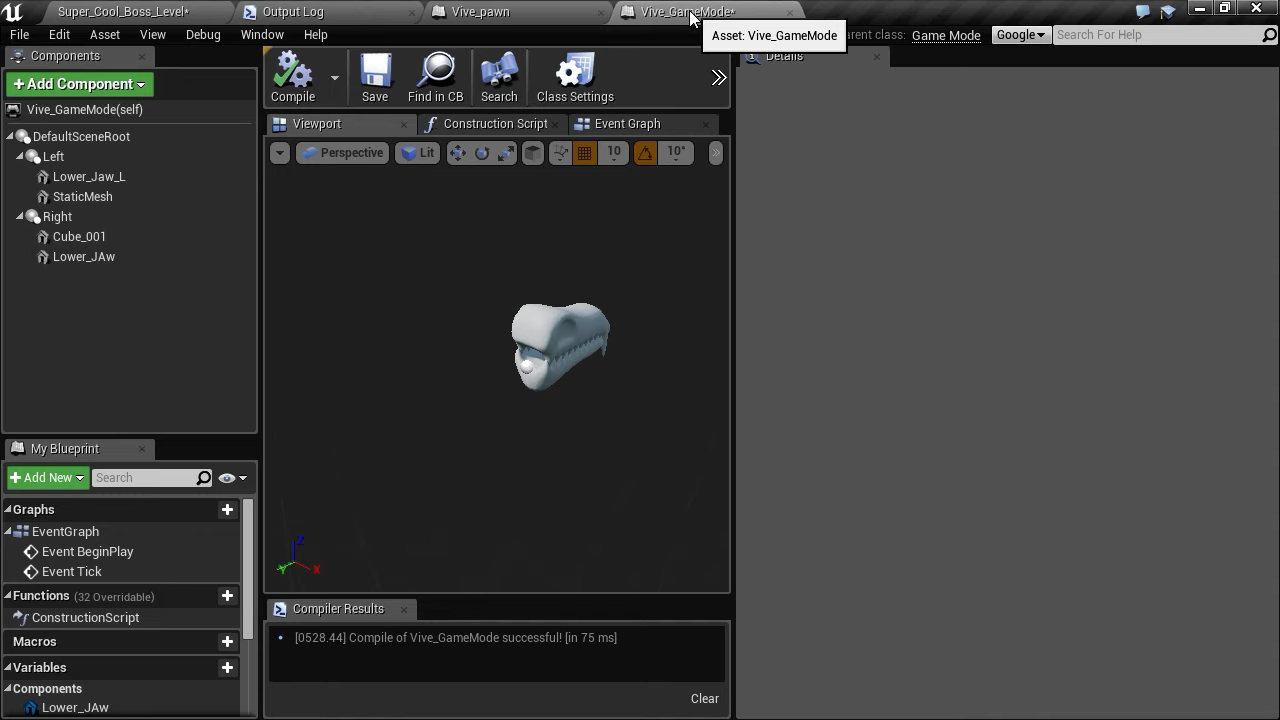 Super_Cool_Boss_Level*
Output Log
Vive_pawn
Vive_GameMode*
File
Edit
Asset
View
Debug
Window
Help
Asset: Vive_GameMode
arent class:
Game Mode
Google
Search For Help
Components
Details
+ Add Component
Compile
Save
Find in CB
Search
Class Settings
Vive_GameMode(self)
DefaultSceneRoot
Left
Lower_Jaw_L
StaticMesh
Right
Cube_001
Lower_JAw
Viewport
Construction Script
Event Graph
Perspective
Lit
10
10°
Z
Y
X
My Blueprint
+ Add New
Search
Graphs
EventGraph
Event BeginPlay
Event Tick
Functions (32 Overridable)
ConstructionScript
Macros
Variables
Components
Lower_JAw
Compiler Results
[0528.44] Compile of Vive_GameMode successful! [in 75 ms]
Clear